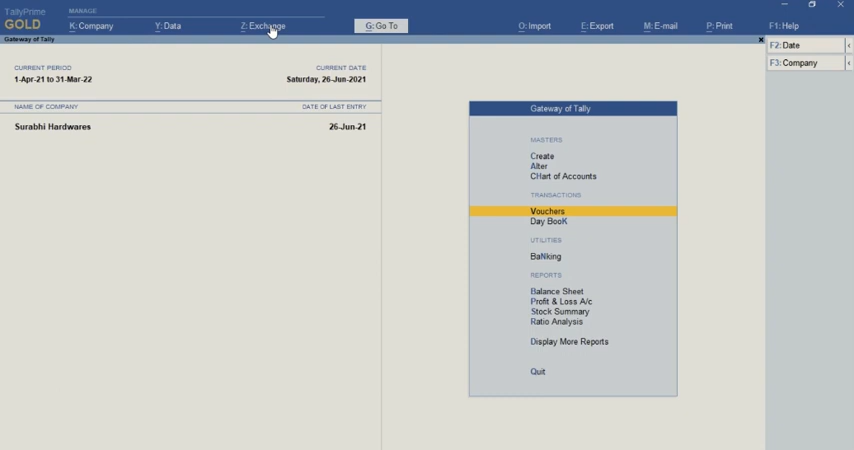 TallyPrime
GOLD
MANAGE
K: Company
Y: Data
Z: Exchange
G: Go To
O: Import
E: Export
M: E-mail
P: Print
F1: Help
Gateway of Tally
CURRENT PERIOD
CURRENT DATE
1-Apr-21 to 31-Mar-22
Saturday, 26-Jun-2021
NAME OF COMPANY
DATE OF LAST ENTRY
Surabhi Hardwares
26-Jun-21
Gateway of Tally
MASTERS
Create
Alter
CHart of Accounts
TRANSACTIONS
Vouchers
Day BooK
UTILITIES
BaNking
REPORTS
Balance Sheet
Profit & Loss A/c
Stock Summary
Ratio Analysis
Display More Reports
Quit
F2: Date
F3: Company